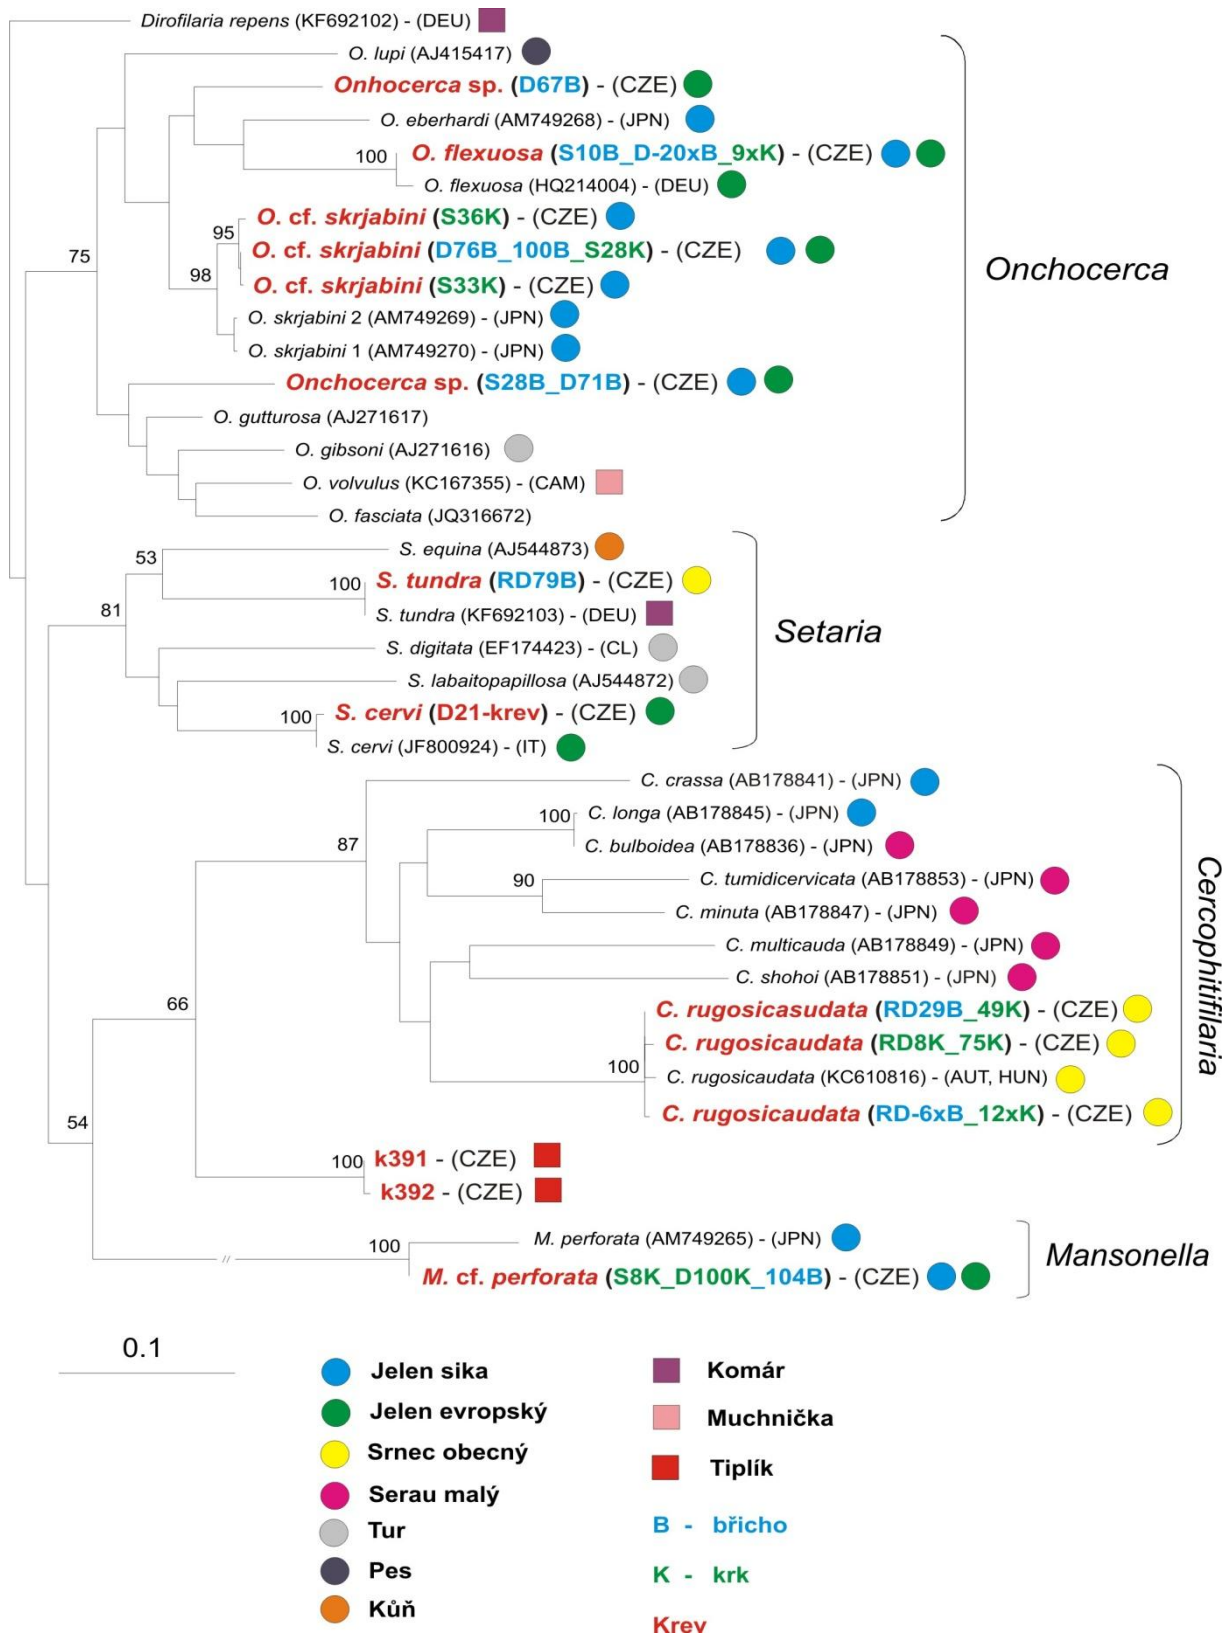 Dirofilaria repens (KF692102) - (DEU)
O. lupi (AJ415417)
Onhocerca sp. (D67B) - (CZE)
O. eberhardi (AM749268) - (JPN)
100
O. flexuosa (S10B_D-20xB_9xK) - (CZE)
O. flexuosa (HQ214004) - (DEU)
O. cf. skrjabini (S36K) - (CZE)
95
O. cf. skrjabini (D76B_100B_S28K) - (CZE)
75
Onchocerca
98
O. cf. skrjabini (S33K) - (CZE)
O. skrjabini 2 (AM749269) - (JPN)
O. skrjabini 1 (AM749270) - (JPN)
Onchocerca sp. (S28B_D71B) - (CZE)
O. gutturosa (AJ271617)
O. gibsoni (AJ271616)
O. volvulus (KC167355) - (CAM)
O. fasciata (JQ316672)
53
S. equina (AJ544873)
100
S. tundra (RD79B) - (CZE)
81
S. tundra (KF692103) - (DEU)
Setaria
S. digitata (EF174423) - (CL)
S. labaitopapillosa (AJ544872)
100
S. cervi (D21-krev) - (CZE)
S. cervi (JF800924) - (IT)
C. crassa (AB178841) - (JPN)
100
C. longa (AB178845) - (JPN)
87
C. bulboidea (AB178836) - (JPN)
90
C. tumidicervicata (AB178853) - (JPN)
C. minuta (AB178847) - (JPN)
Cercophitifilaria
C. multicauda (AB178849) - (JPN)
C. shohoi (AB178851) - (JPN)
66
C. rugosicasudata (RD29B_49K) - (CZE)
C. rugosicaudata (RD8K_75K) - (CZE)
100
C. rugosicaudata (KC610816) - (AUT, HUN)
C. rugosicaudata (RD-6xB_12xK) - (CZE)
54
100
k391 - (CZE)
k392 - (CZE)
M. perforata (AM749265) - (JPN)
100
Mansonella
//
M. cf. perforata (S8K_D100K_104B) - (CZE)
0.1
Jelen sika
Jelen evropský
Srnec obecný
Serau malý
Tur
Pes
Kůň
Komár
Muchnička
Tiplík
B - břicho
K - krk
Krev